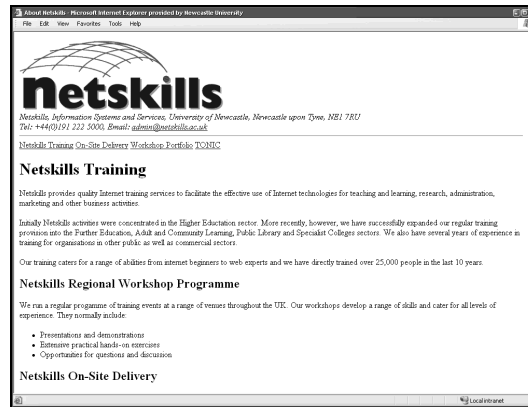 About Netskills - Microsoft Internet Explorer provided by Newcastle University
File Edit View Favorites Tools Help
netskills
Netskills, Information Systems and Services, University of Newcastle, Newcastle upon Tyne, NE1 7RU
Tel: +44(0)191 222 5000, Email: admin@netskills.ac.uk
Netskills Training On-Site Delivery Workshop Portfolio TONIC
Netskills Training
Netskills provides quality Internet training services to facilitate the effective use of Internet technologies for teaching and learning, research, administration,
marketing and other business activities.
Initially Netskills activities were concentrated in the Higher Eductation sector. More recently, however, we have successfully expanded our regular training
provision into the Further Education, Adult and Community Learning, Public Library and Specialist Colleges sectors. We also have several years of experience in
training for organisations in other public as well as commercial sectors.
Our training caters for a range of abilities from internet beginners to web experts and we have directly trained over 25,000 people in the last 10 years.
Netskills Regional Workshop Programme
We run a regular progamme of training events at a range of venues throughout the UK. Our workshops develop a range of skills and cater for all levels of
experience. They normally include:
• Presentations and demonstrations
• Extensive practical hands-on exercises
• Opportunities for questions and discussion
Netskills On-Site Delivery
Local intranet